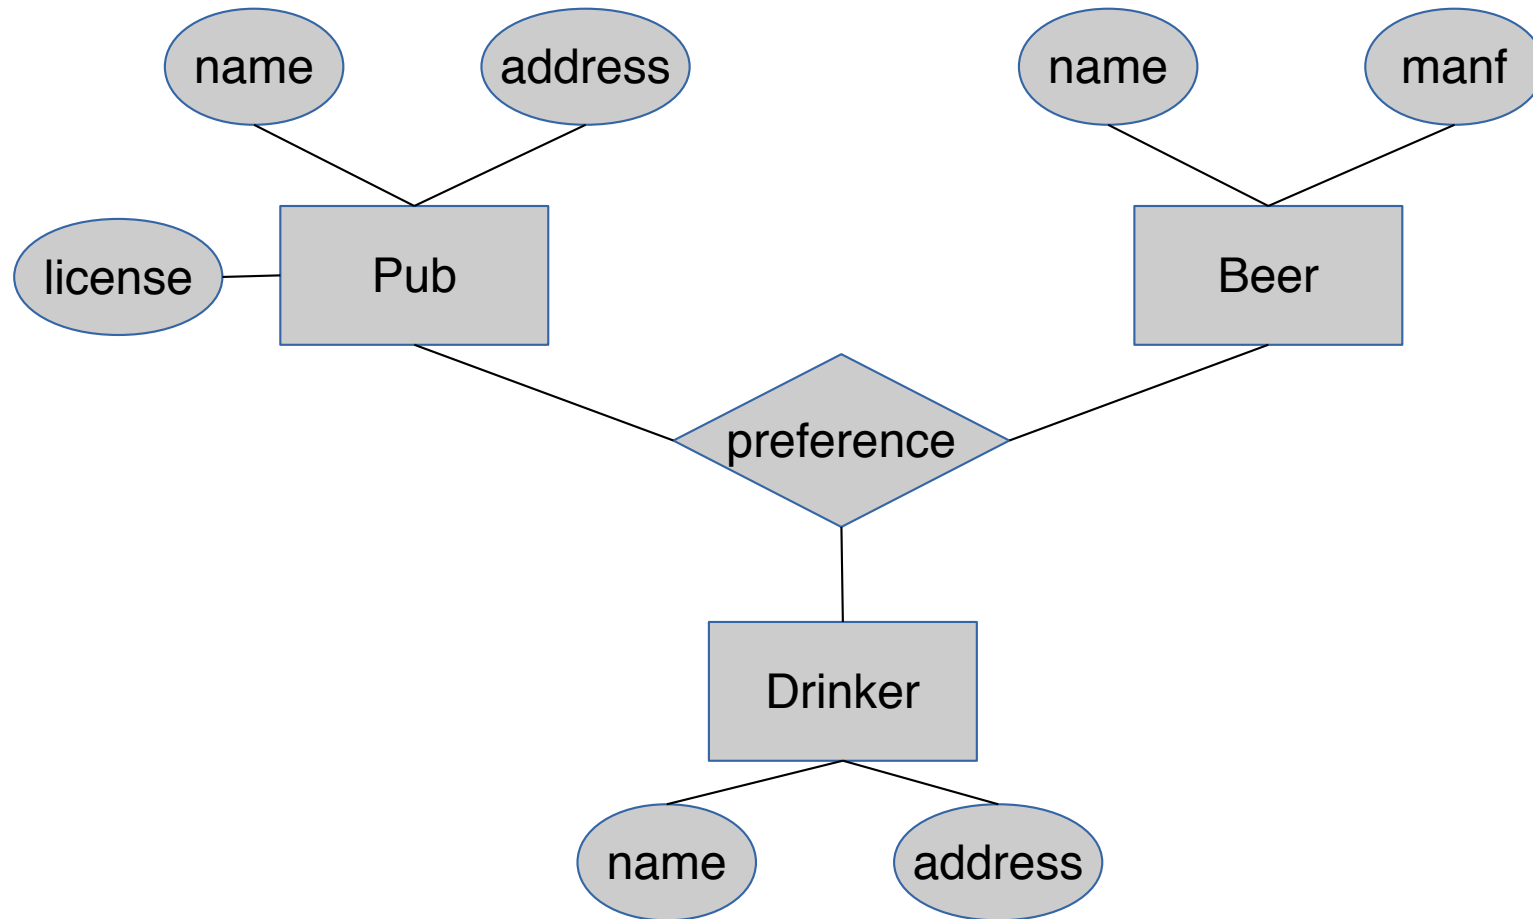 name
address
name
manf
license
Pub
Beer
preference
Drinker
name
address